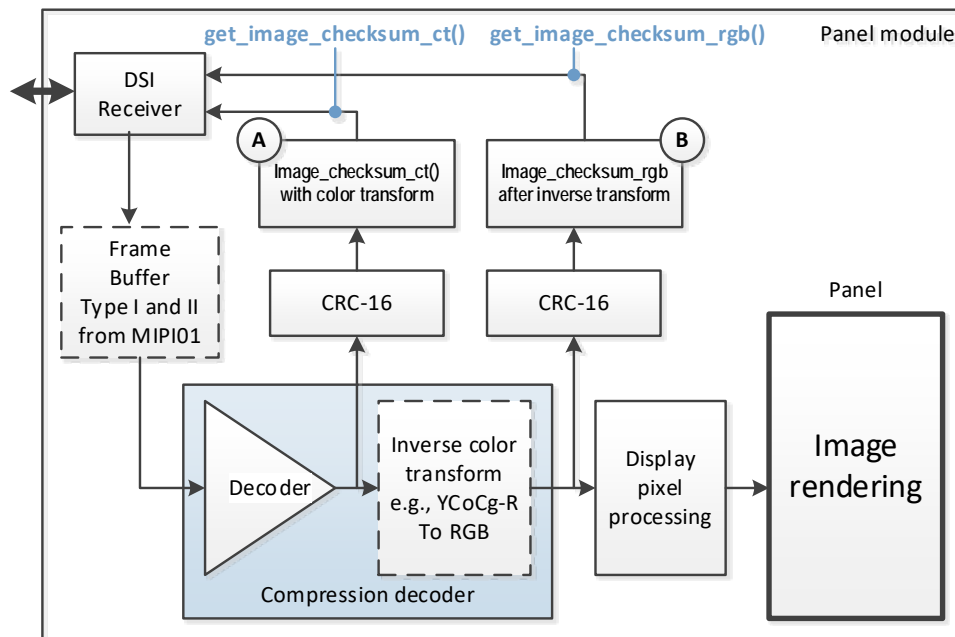 get_image_checksum_ct()
get_image_checksum_rgb()
Panel module
DSI
Receiver
A
Image_checksum_ct()
with color transform
B
Image_checksum_rgb
after inverse transform
Frame
Buffer
Type I and II
from MIPI01
CRC-16
CRC-16
Panel
Decoder
Inverse color
transform
e.g., YCoCg-R
To RGB
Display
pixel
processing
Image
rendering
Compression decoder